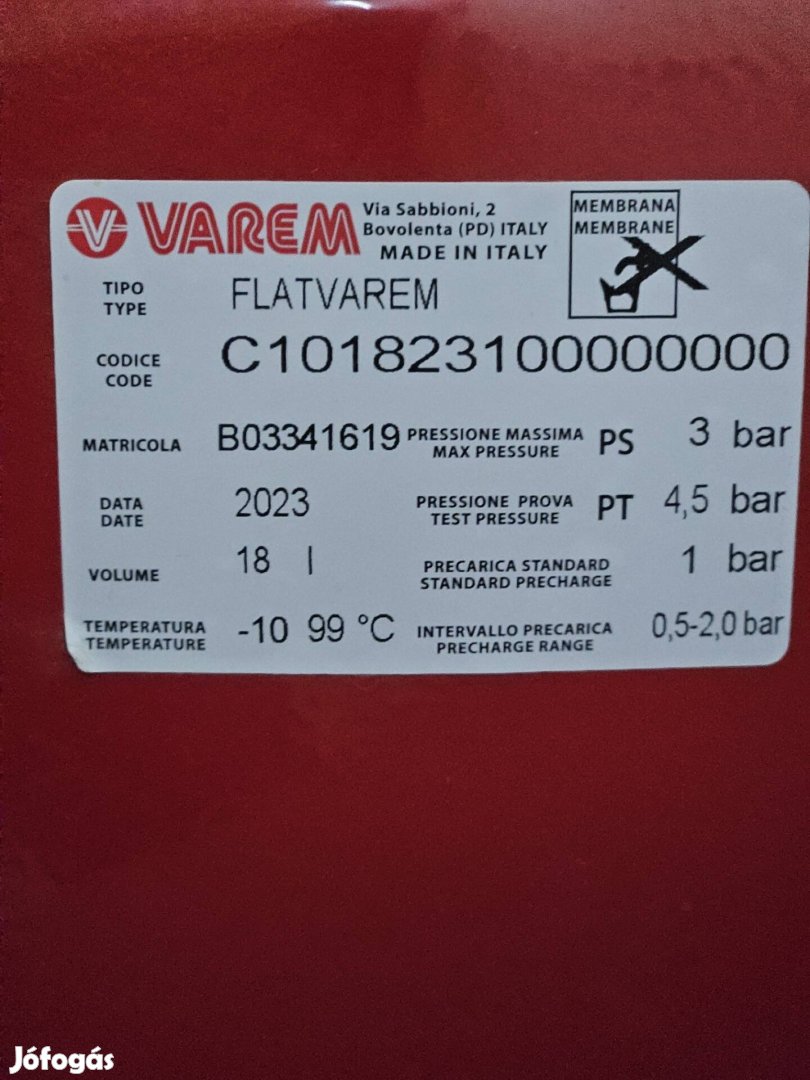 VAREM
Via Sabbioni, 2
Bovolenta (PD) ITALY
MADE IN ITALY
MEMBRANA
MEMBRANE
TIPO
TYPE
FLATVAREM
CODICE
CODE
C101823100000000
MATRICOLA
B03341619
PRESSIONE MASSIMA
MAX PRESSURE
PS 3 bar
DATA
DATE
2023
PRESSIONE PROVA
TEST PRESSURE
PT 4,5 bar
VOLUME
18 l
PRECARICA STANDARD
STANDARD PRECHARGE
1 bar
TEMPERATURA
TEMPERATURE
-10 99 °C
INTERVALLO PRECARICA
PRECHARGE RANGE
0,5-2,0 bar
Jófogás